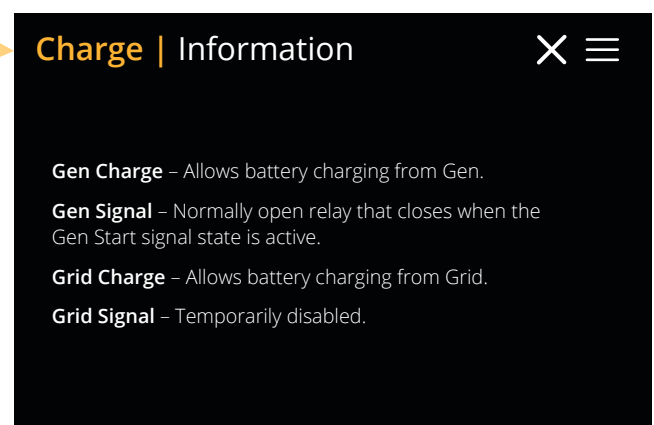 Charge | Information
Gen Charge – Allows battery charging from Gen.
Gen Signal – Normally open relay that closes when the
Gen Start signal state is active.
Grid Charge – Allows battery charging from Grid.
Grid Signal – Temporarily disabled.